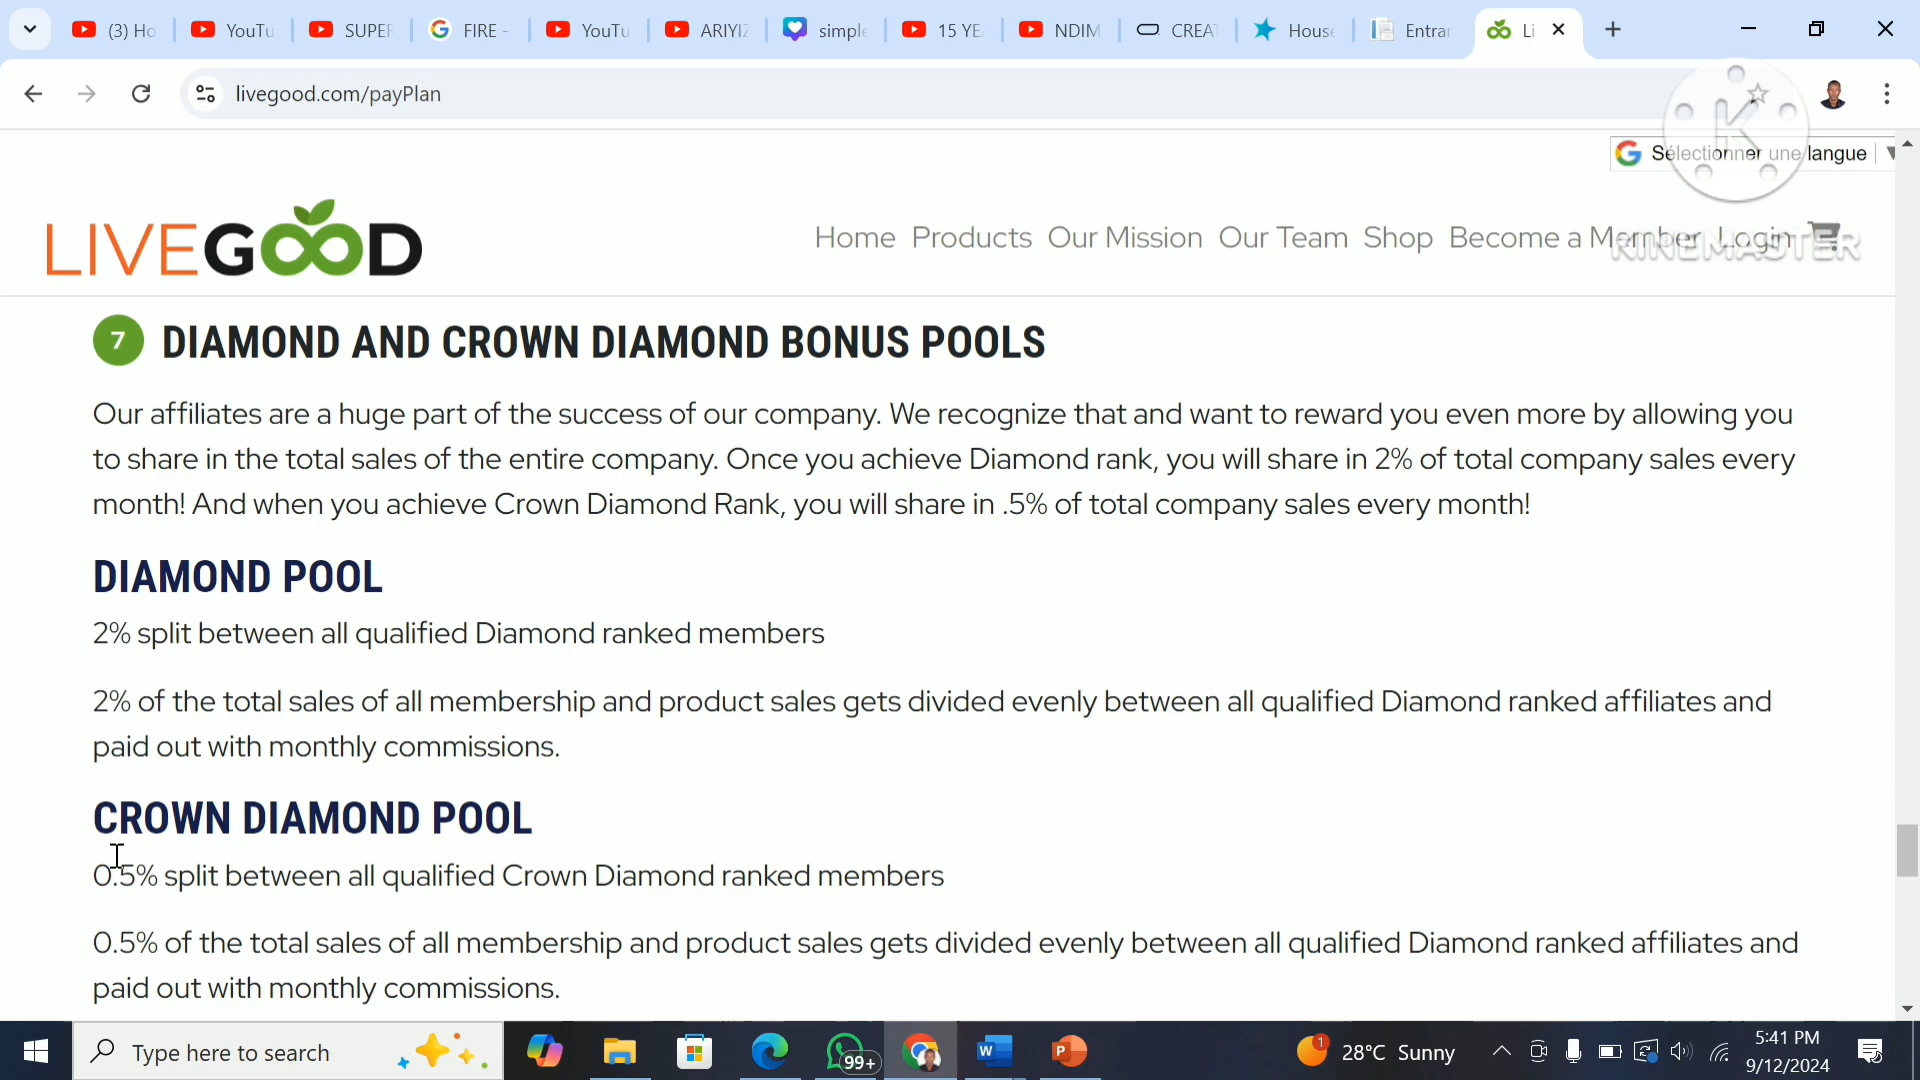 (3) Ho
YouTu
SUPER
FIRE -
YouTu
ARIYIZ
simple
15 YE
NDIM
CREAT
House
Entrar
Li
livegood.com/payPlan
Sélectionner une langue
LIVEGOOD
Home Products Our Mission Our Team Shop Become a Member Login
KINEMASTER
7 DIAMOND AND CROWN DIAMOND BONUS POOLS
Our affiliates are a huge part of the success of our company. We recognize that and want to reward you even more by allowing you
to share in the total sales of the entire company. Once you achieve Diamond rank, you will share in 2% of total company sales every
month! And when you achieve Crown Diamond Rank, you will share in .5% of total company sales every month!
DIAMOND POOL
2% split between all qualified Diamond ranked members
2% of the total sales of all membership and product sales gets divided evenly between all qualified Diamond ranked affiliates and
paid out with monthly commissions.
CROWN DIAMOND POOL
0.5% split between all qualified Crown Diamond ranked members
0.5% of the total sales of all membership and product sales gets divided evenly between all qualified Diamond ranked affiliates and
paid out with monthly commissions.
Type here to search
99+
1
28°C Sunny
5:41 PM
9/12/2024